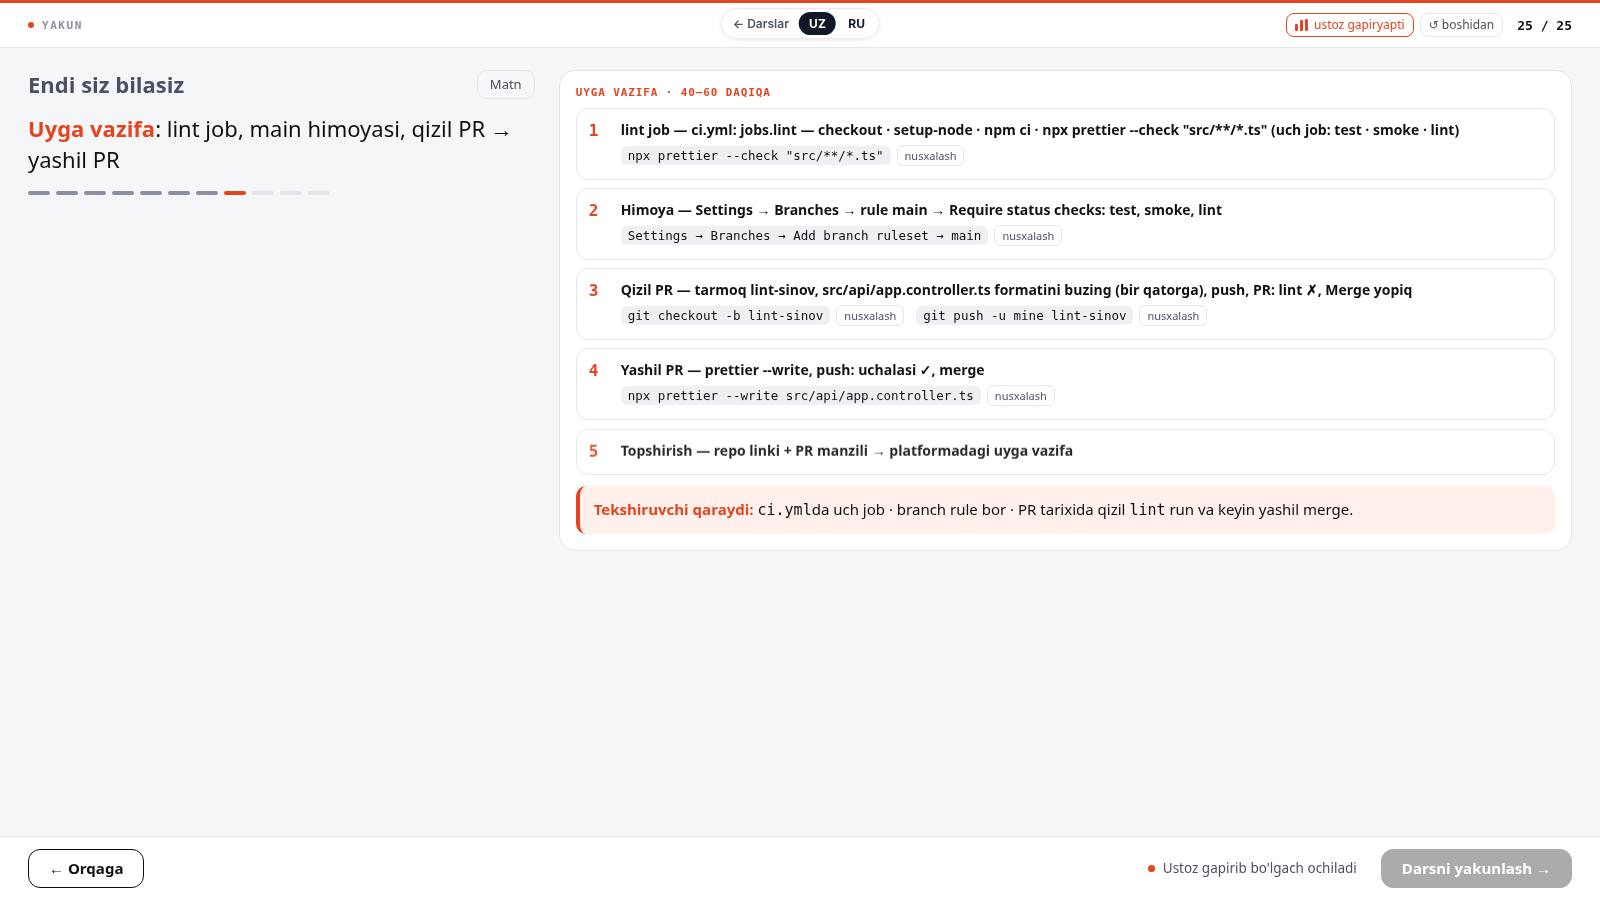 YAKUN
← Darslar UZ RU
ustoz gapiryapti
↺ boshidan
25 / 25
Endi siz bilasiz
Matn
Uyga vazifa: lint job, main himoyasi, qizil PR →
yashil PR
UYGA VAZIFA · 40–60 DAQIQA
1 lint job — ci.yml: jobs.lint — checkout · setup-node · npm ci · npx prettier --check "src/**/*.ts" (uch job: test · smoke · lint)
npx prettier --check "src/**/*.ts" nusxalash
2 Himoya — Settings → Branches → rule main → Require status checks: test, smoke, lint
Settings → Branches → Add branch ruleset → main nusxalash
3 Qizil PR — tarmoq lint-sinov, src/api/app.controller.ts formatini buzing (bir qatorga), push, PR: lint ✗, Merge yopiq
git checkout -b lint-sinov nusxalash git push -u mine lint-sinov nusxalash
4 Yashil PR — prettier --write, push: uchalasi ✓, merge
npx prettier --write src/api/app.controller.ts nusxalash
5 Topshirish — repo linki + PR manzili → platformadagi uyga vazifa
Tekshiruvchi qaraydi: ci.ymlda uch job · branch rule bor · PR tarixida qizil lint run va keyin yashil merge.
← Orqaga
Ustoz gapirib bo'lgach ochiladi
Darsni yakunlash →